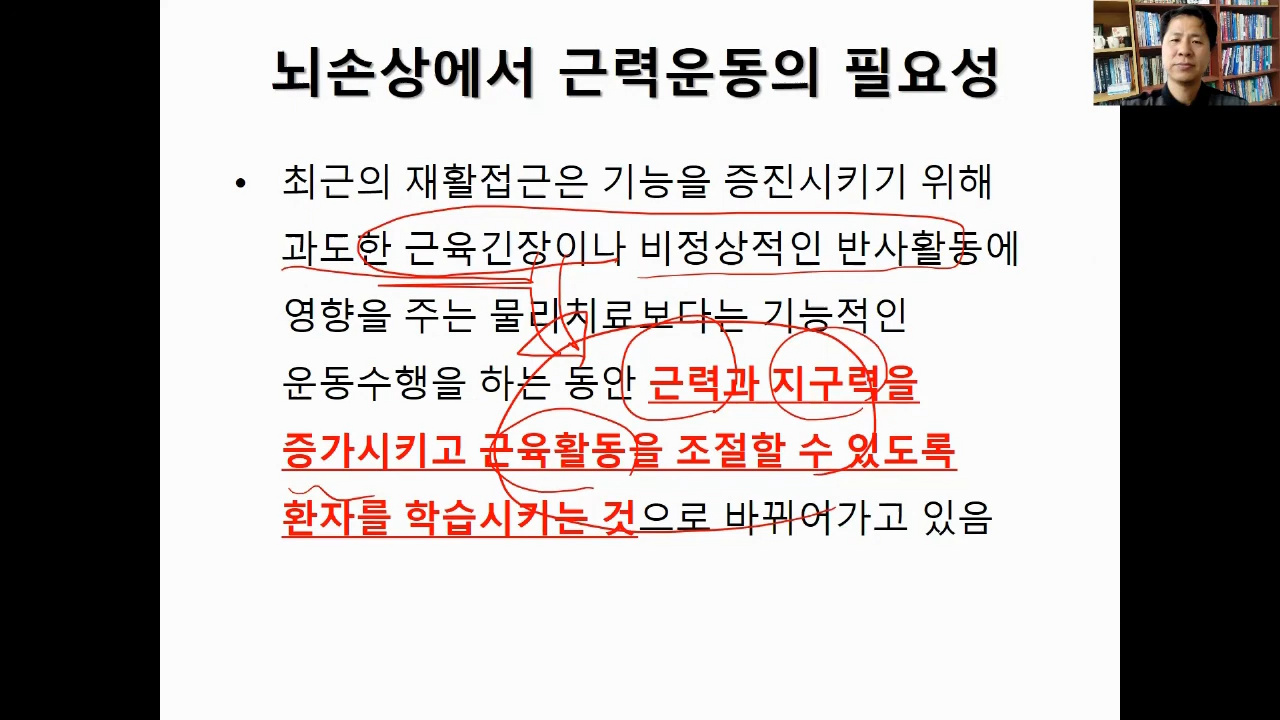 뇌손상에서 근력운동의 필요성
• 최근의 재활접근은 기능을 증진시키기 위해
과도한 근육긴장이나 비정상적인 반사활동에
영향을 주는 물리치료보다는 기능적인
운동수행을 하는 동안 근력과 지구력을
증가시키고 근육활동을 조절할 수 있도록
환자를 학습시키는 것으로 바뀌어가고 있음